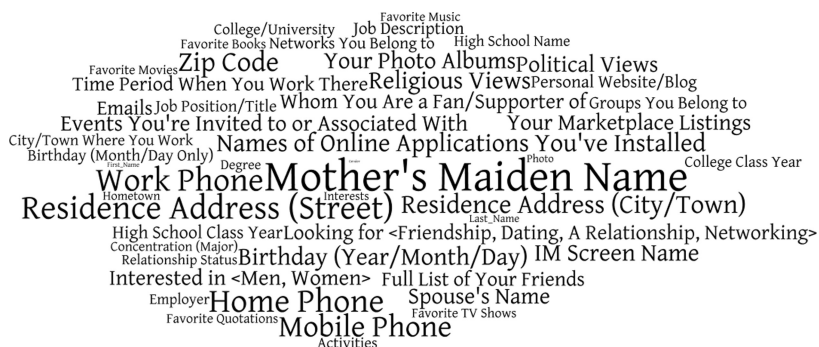 Favorite Music
College/University
Job Description
Favorite Books
Networks You Belong to
High School Name
Favorite Movies
Zip Code
Your Photo Albums
Political Views
Time Period When You Work There
Religious Views
Personal Website/Blog
Emails
Job Position/Title
Whom You Are a Fan/Supporter of
Groups You Belong to
Events You're Invited to or Associated With
Your Marketplace Listings
City/Town Where You Work
Names of Online Applications You've Installed
Birthday (Month/Day Only)
First_Name
Degree
Photo
College Class Year
Work Phone
Mother's Maiden Name
Hometown
Interests
Residence Address (Street)
Residence Address (City/Town)
Last_Name
High School Class Year
Looking for <Friendship, Dating, A Relationship, Networking>
Concentration (Major)
Relationship Status
Birthday (Year/Month/Day)
IM Screen Name
Interested in <Men, Women>
Full List of Your Friends
Employer
Home Phone
Spouse's Name
Favorite Quotations
Favorite TV Shows
Mobile Phone
Activities